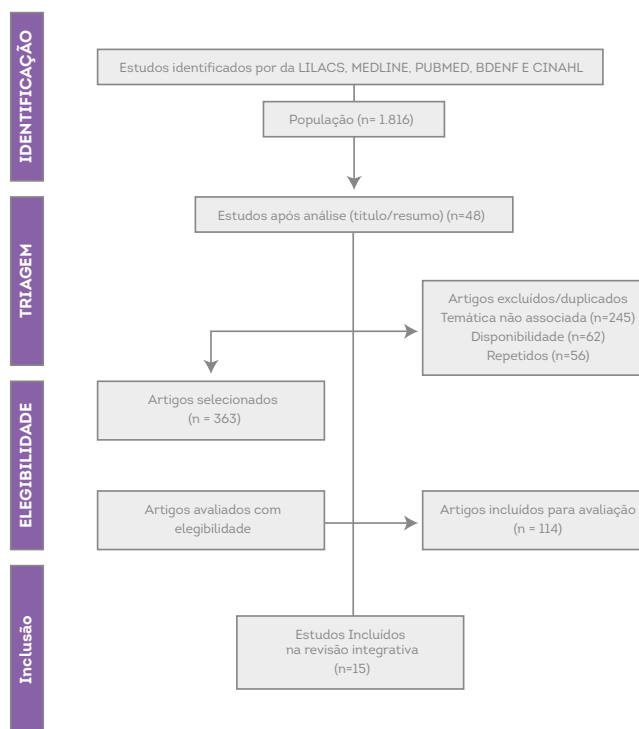 IDENTIFICAÇÃO
Estudos identificados por da LILACS, MEDLINE, PUBMED, BDENF E CINAHL
População (n= 1.816)
TRIAGEM
Estudos após análise (titulo/resumo) (n=48)
Artigos excluídos/duplicados
Temática não associada (n=245)
Disponibilidade (n=62)
Repetidos (n=56)
ELEGIBILIDADE
Artigos selecionados
(n = 363)
Artigos avaliados com
elegibilidade
Artigos incluídos para avaliação
(n = 114)
Inclusão
Estudos Incluídos
na revisão integrativa
(n=15)